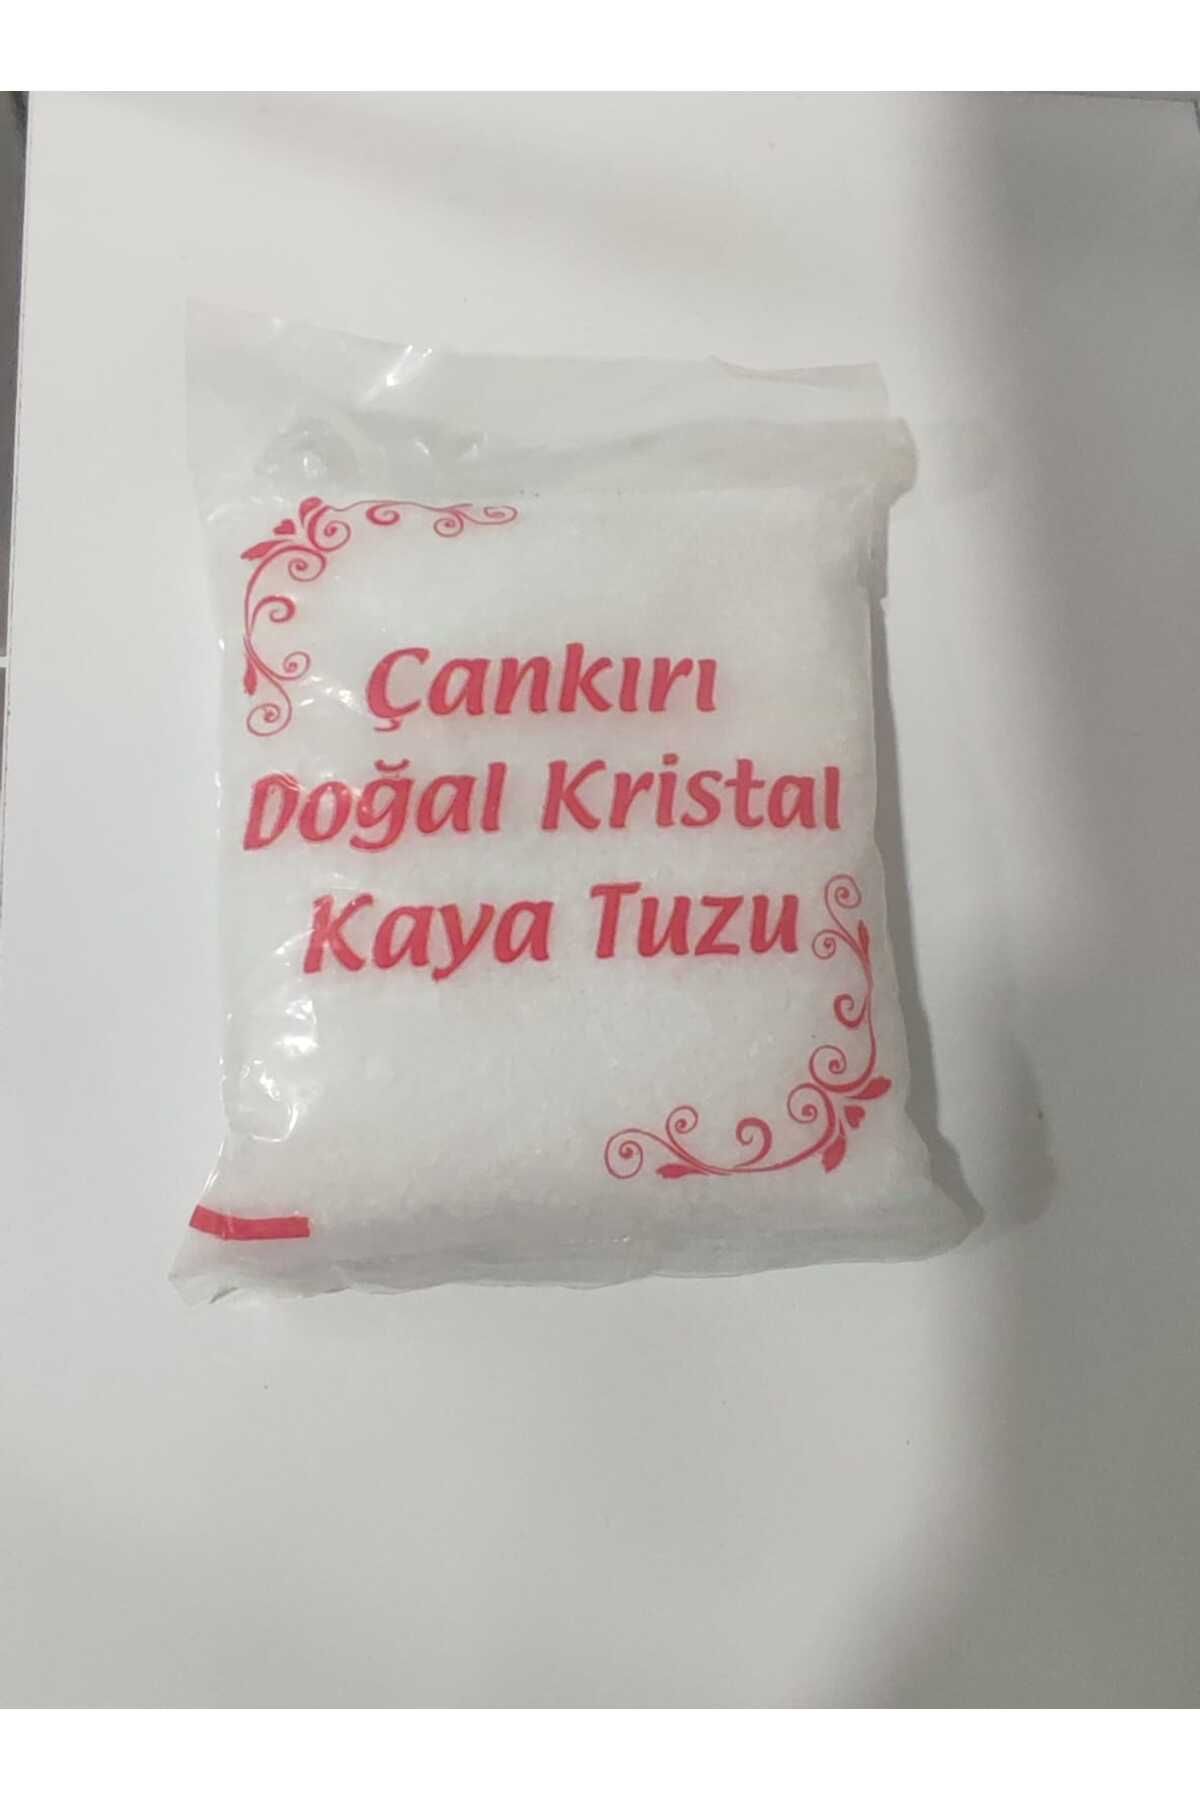 Çankırı
Doğal Kristal
Kaya Tuzu